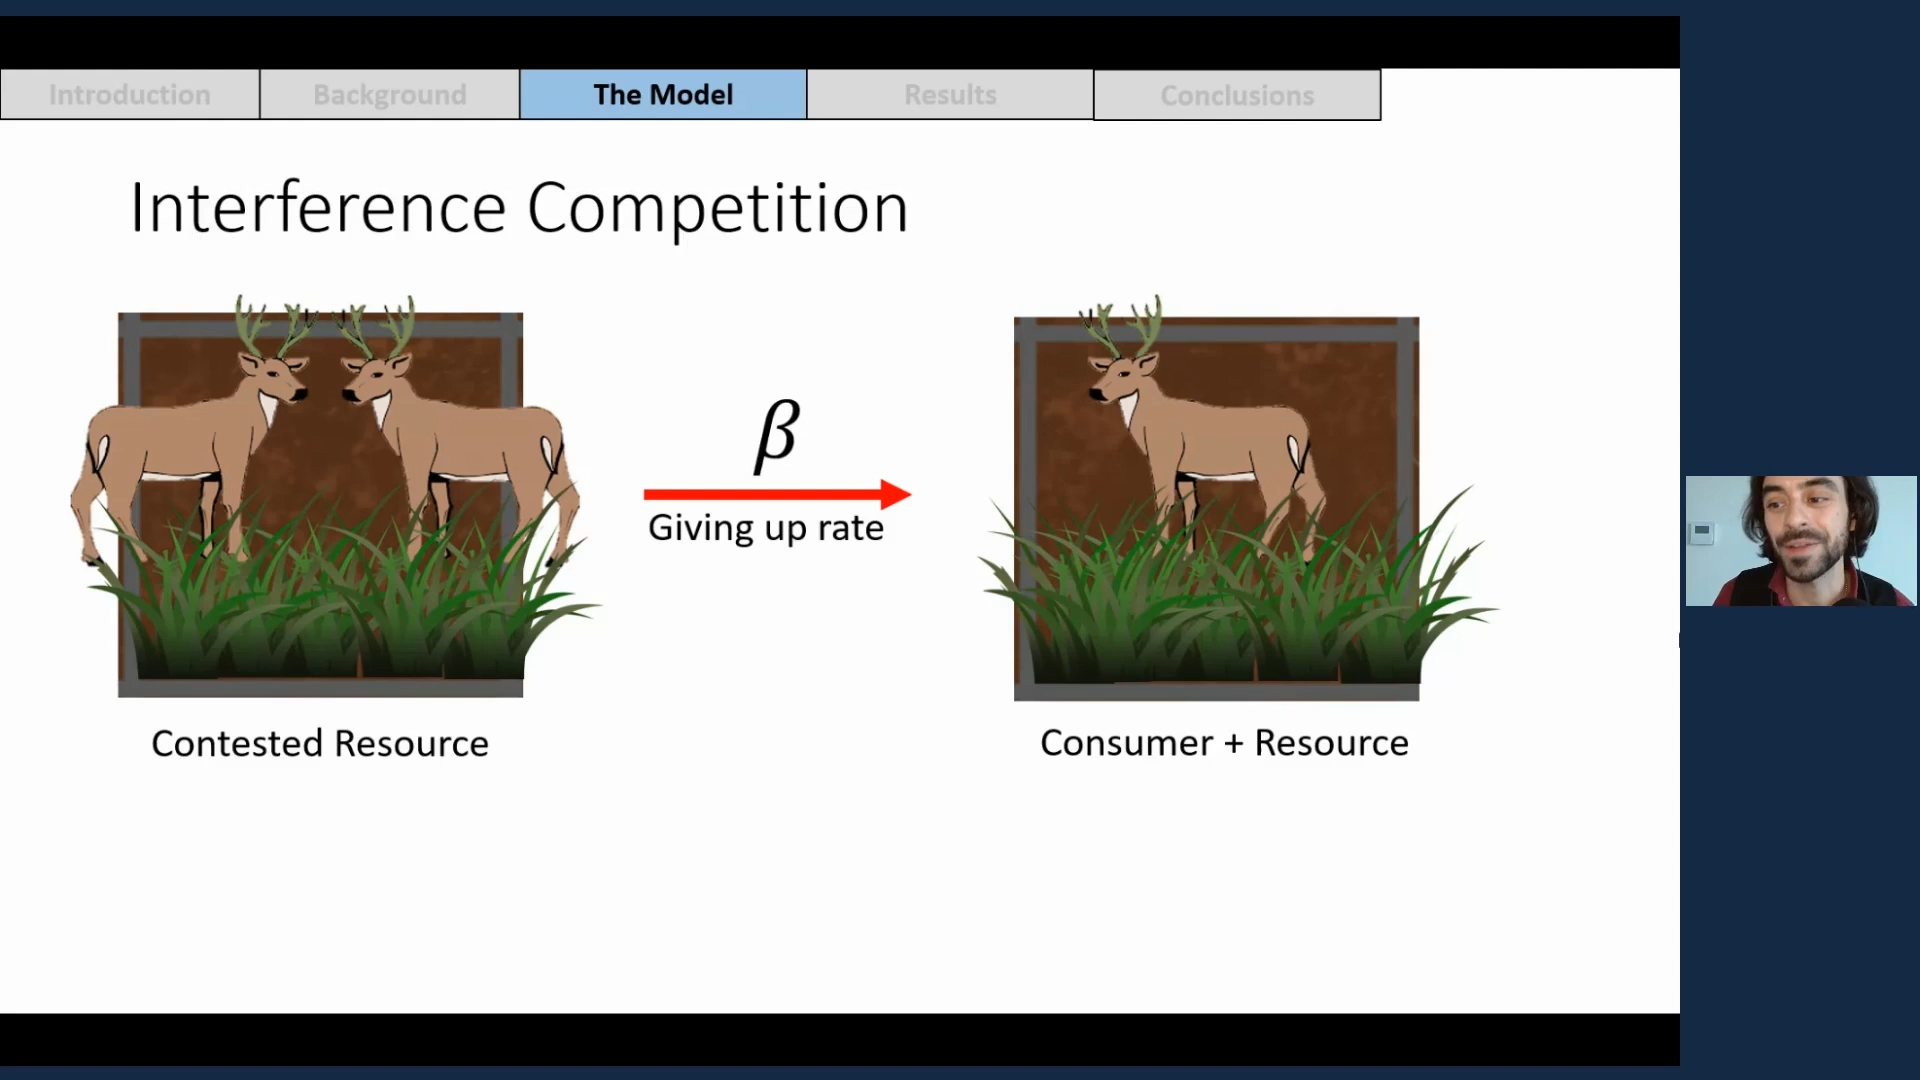 Introduction
Background
The Model
Results
Conclusions
Interference Competition
β
Giving up rate
Contested Resource
Consumer + Resource